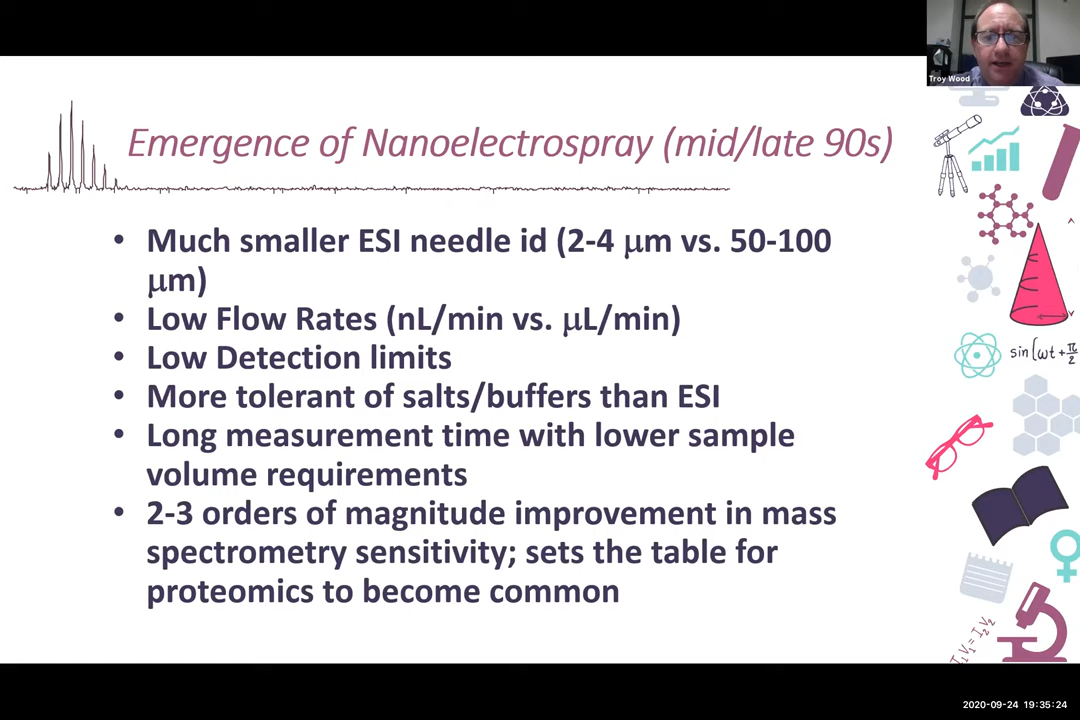 Troy Wood
Emergence of Nanoelectrospray (mid/late 90s)
• Much smaller ESI needle id (2-4 μm vs. 50-100
μm)
• Low Flow Rates (nL/min vs. μL/min)
• Low Detection limits
• More tolerant of salts/buffers than ESI
• Long measurement time with lower sample
volume requirements
• 2-3 orders of magnitude improvement in mass
spectrometry sensitivity; sets the table for
proteomics to become common
sin(ωt+π/2
I₁V₁=I₂V₂
2020-09-24 19:35:24